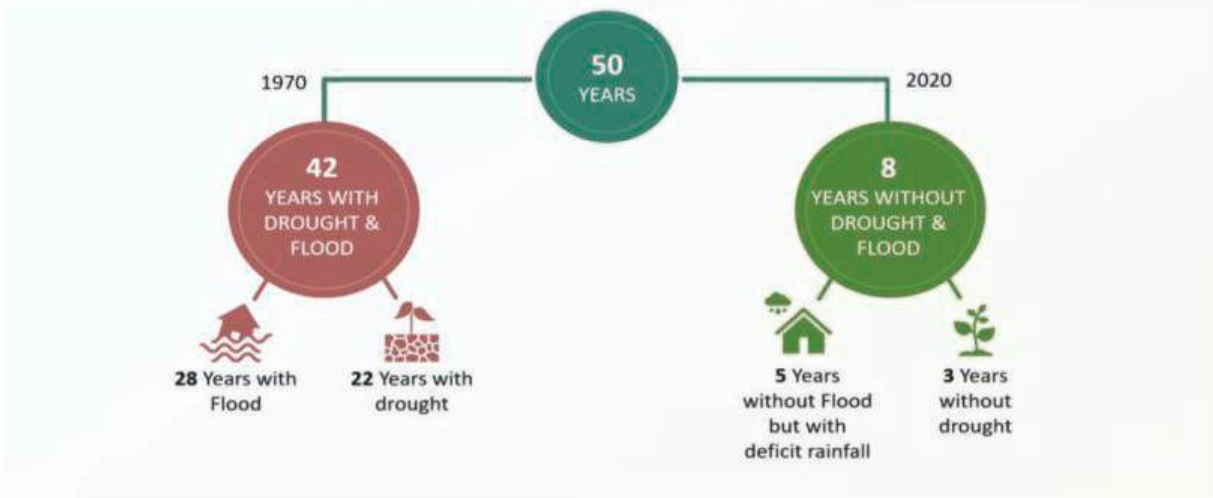 50
YEARS
1970
2020
42
YEARS WITH
DROUGHT &
FLOOD
8
YEARS WITHOUT
DROUGHT &
FLOOD
28 Years with
Flood
22 Years with
drought
5 Years
without Flood
but with
deficit rainfall
3 Years
without
drought